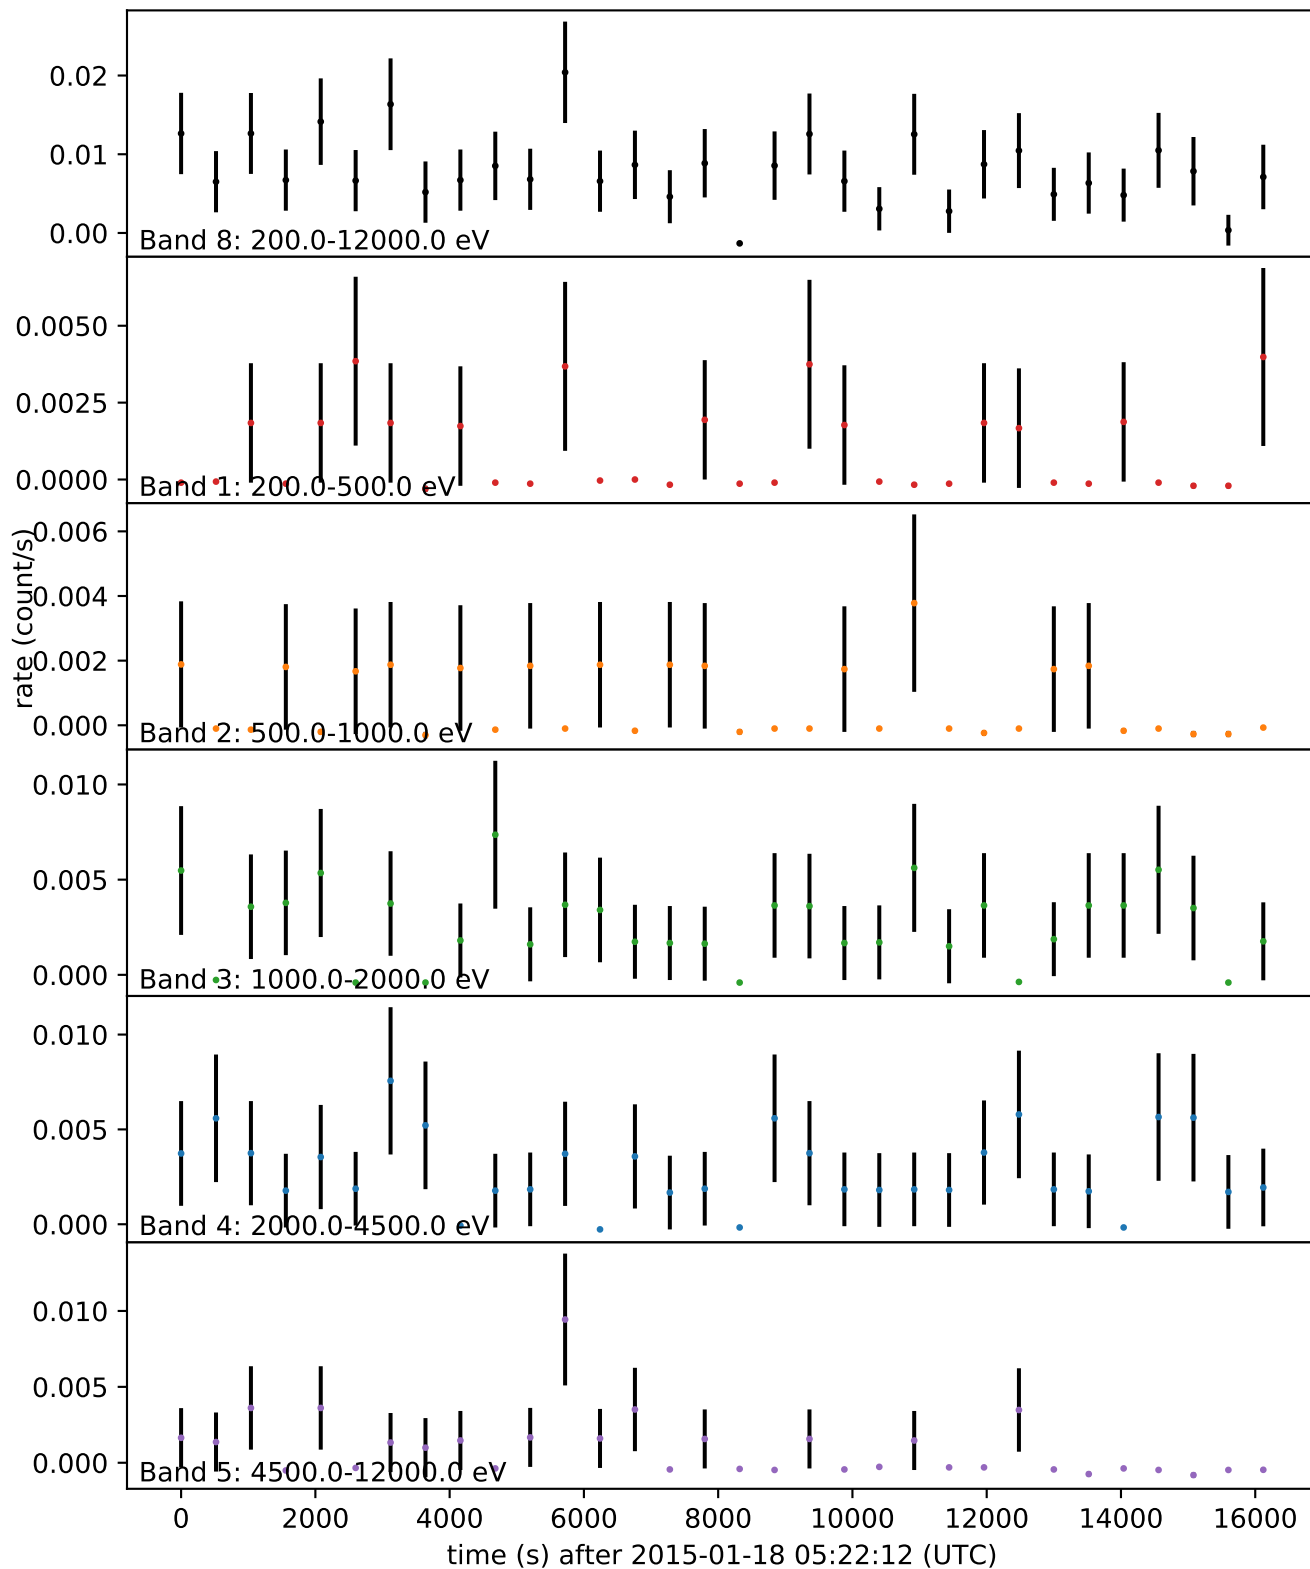 0.02
0.01
0.00
Band 8: 200.0-12000.0 eV
0.0050
0.0025
0.0000
Band 1: 200.0-500.0 eV
rate (count/s)
0.006
0.004
0.002
0.000
Band 2: 500.0-1000.0 eV
0.010
0.005
0.000
Band 3: 1000.0-2000.0 eV
0.010
0.005
0.000
Band 4: 2000.0-4500.0 eV
0.010
0.005
0.000
Band 5: 4500.0-12000.0 eV
0 2000 4000 6000 8000 10000 12000 14000 16000
time (s) after 2015-01-18 05:22:12 (UTC)